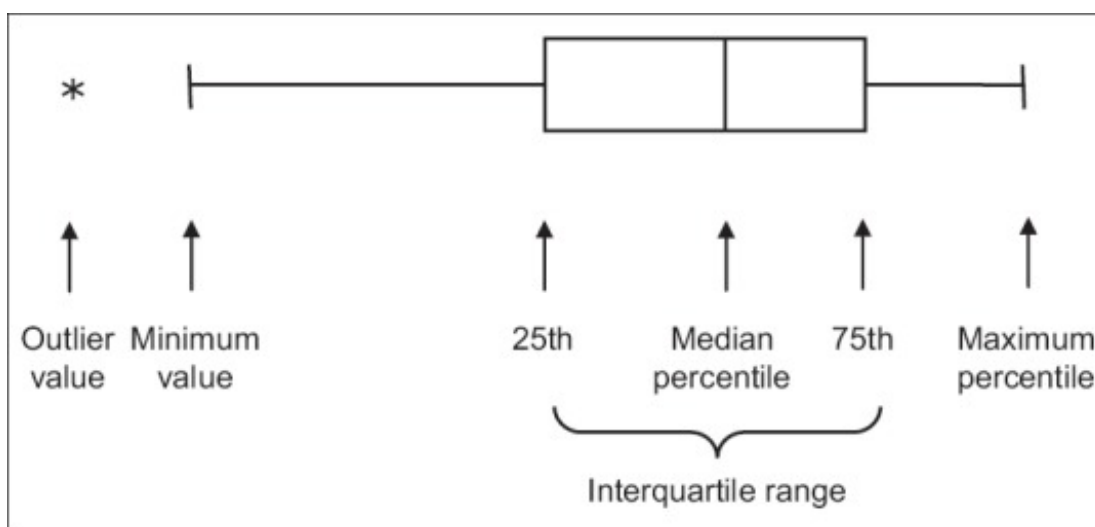 *
Outlier value
Minimum value
25th
Median percentile
75th
Maximum percentile
Interquartile range